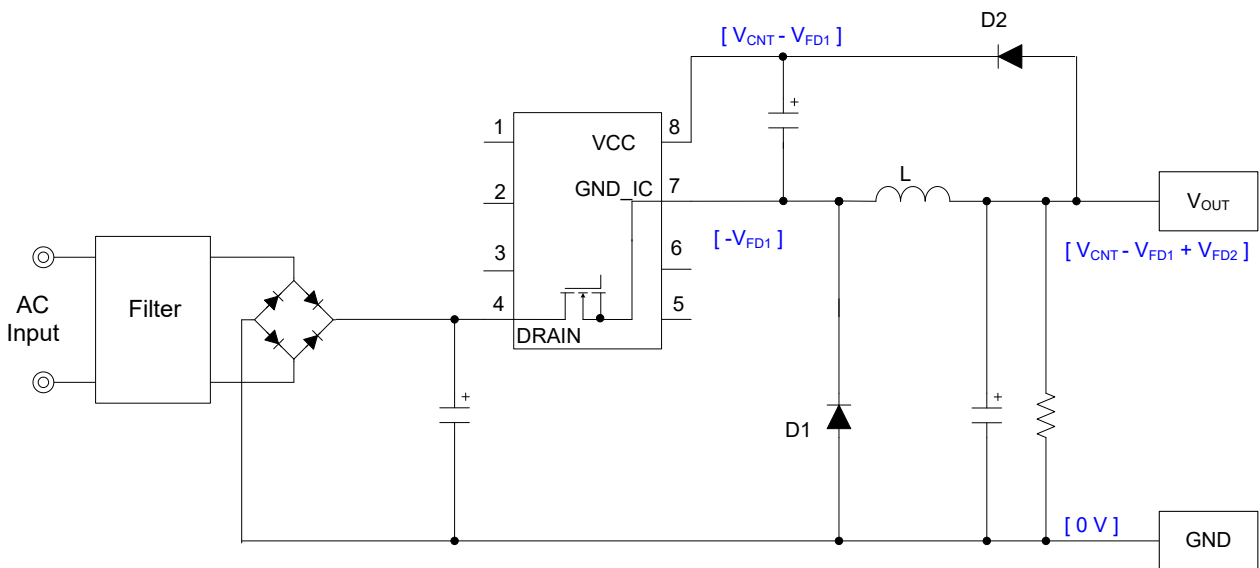 D2
[ VCNT - VFD1 ]
1
VCC
8
GND_IC
7
L
VOUT
2
[ -VFD1 ]
[ VCNT - VFD1 + VFD2 ]
3
6
Filter
AC
Input
4
5
DRAIN
D1
[ 0 V ]
GND
+
+
+